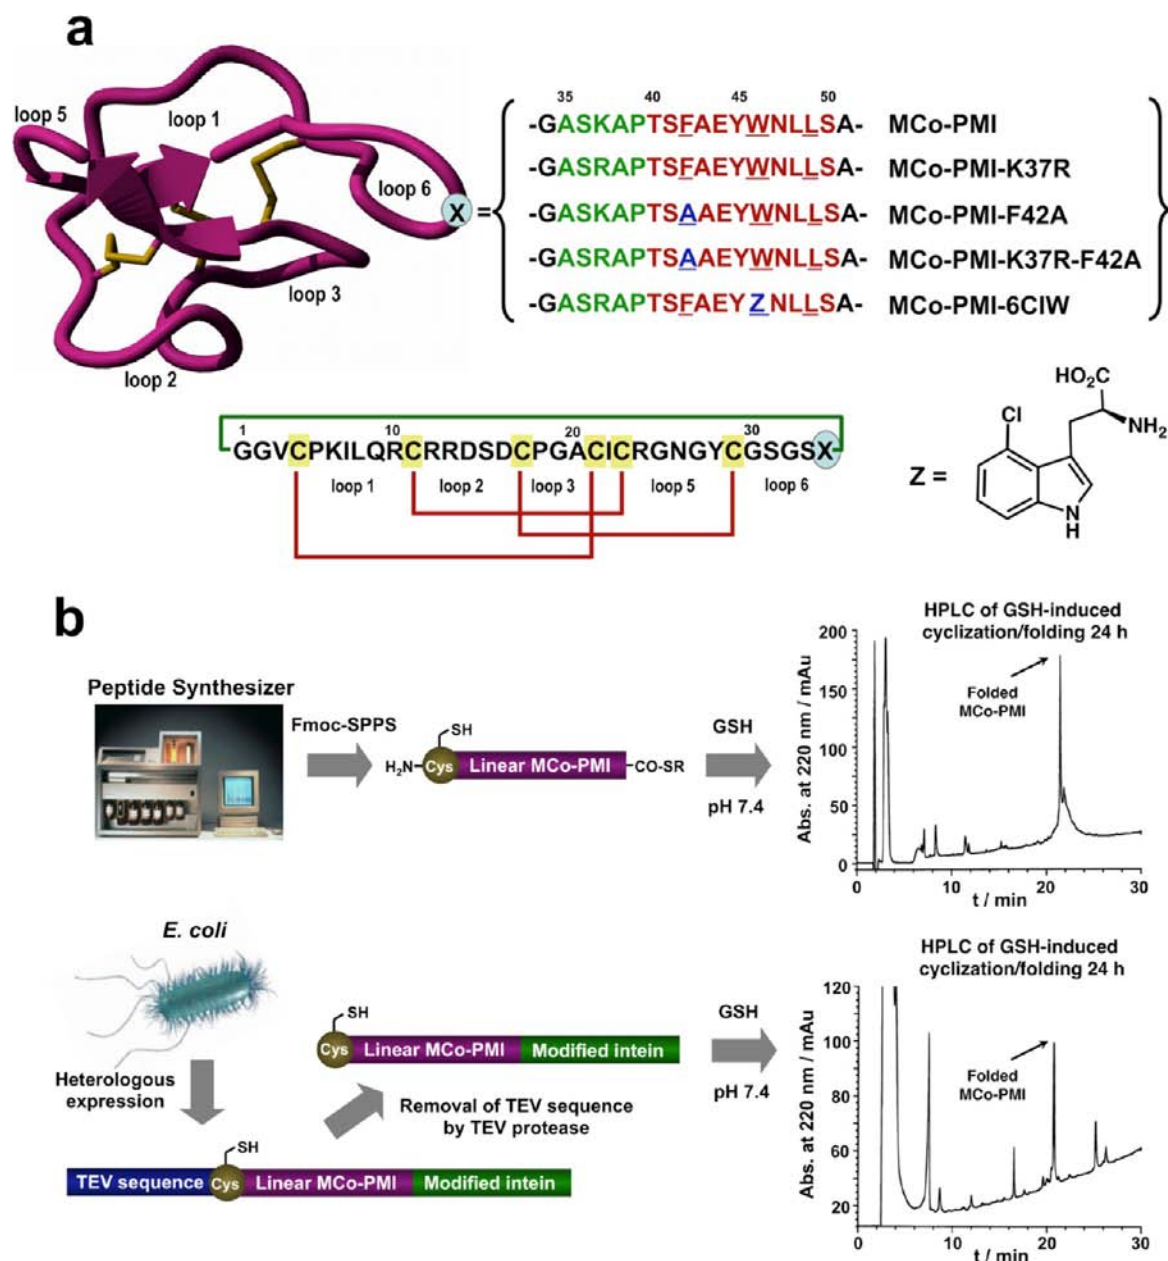 a
loop 5
loop 1
loop 6
loop 3
loop 2
X
=
35 40 45 50
-GASKAPTSFAEYWNLLSA- MCo-PMI
-GASRAPTSFAEYWNLLSA- MCo-PMI-K37R
-GASKAPTSAAEYWNLLSA- MCo-PMI-F42A
-GASRAPTSAAEYWNLLSA- MCo-PMI-K37R-F42A
-GASRAPTSFAEYZNLLSA- MCo-PMI-6ClW
1 10 20 30
GGVCPKILQRCRRDSDCPGACICRGNGYCGSGSX
loop 1 loop 2 loop 3 loop 5 loop 6
Z =
HO2C
Cl
NH2
N
H
b
Peptide Synthesizer
Fmoc-SPPS
SH
H2N Cys Linear MCo-PMI CO-SR
GSH
pH 7.4
HPLC of GSH-induced
cyclization/folding 24 h
Folded
MCo-PMI
Abs. at 220 nm / mAu
200
150
100
50
0
0 10 20 30
t / min
E. coli
Heterologous
expression
SH
Cys Linear MCo-PMI Modified intein
Removal of TEV sequence
by TEV protease
SH
TEV sequence Cys Linear MCo-PMI Modified intein
GSH
pH 7.4
HPLC of GSH-induced
cyclization/folding 24 h
Folded
MCo-PMI
Abs. at 220 nm / mAu
120
100
80
60
40
20
0 10 20 30
t / min